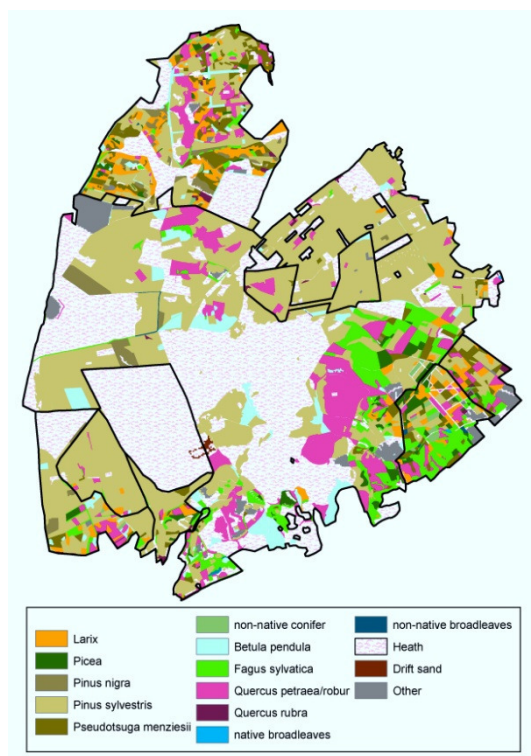 Larix
Picea
Pinus nigra
Pinus sylvestris
Pseudotsuga menziesii
non-native conifer
Betula pendula
Fagus sylvatica
Quercus petraea/robur
Quercus rubra
native broadleaves
non-native broadleaves
Heath
Drift sand
Other